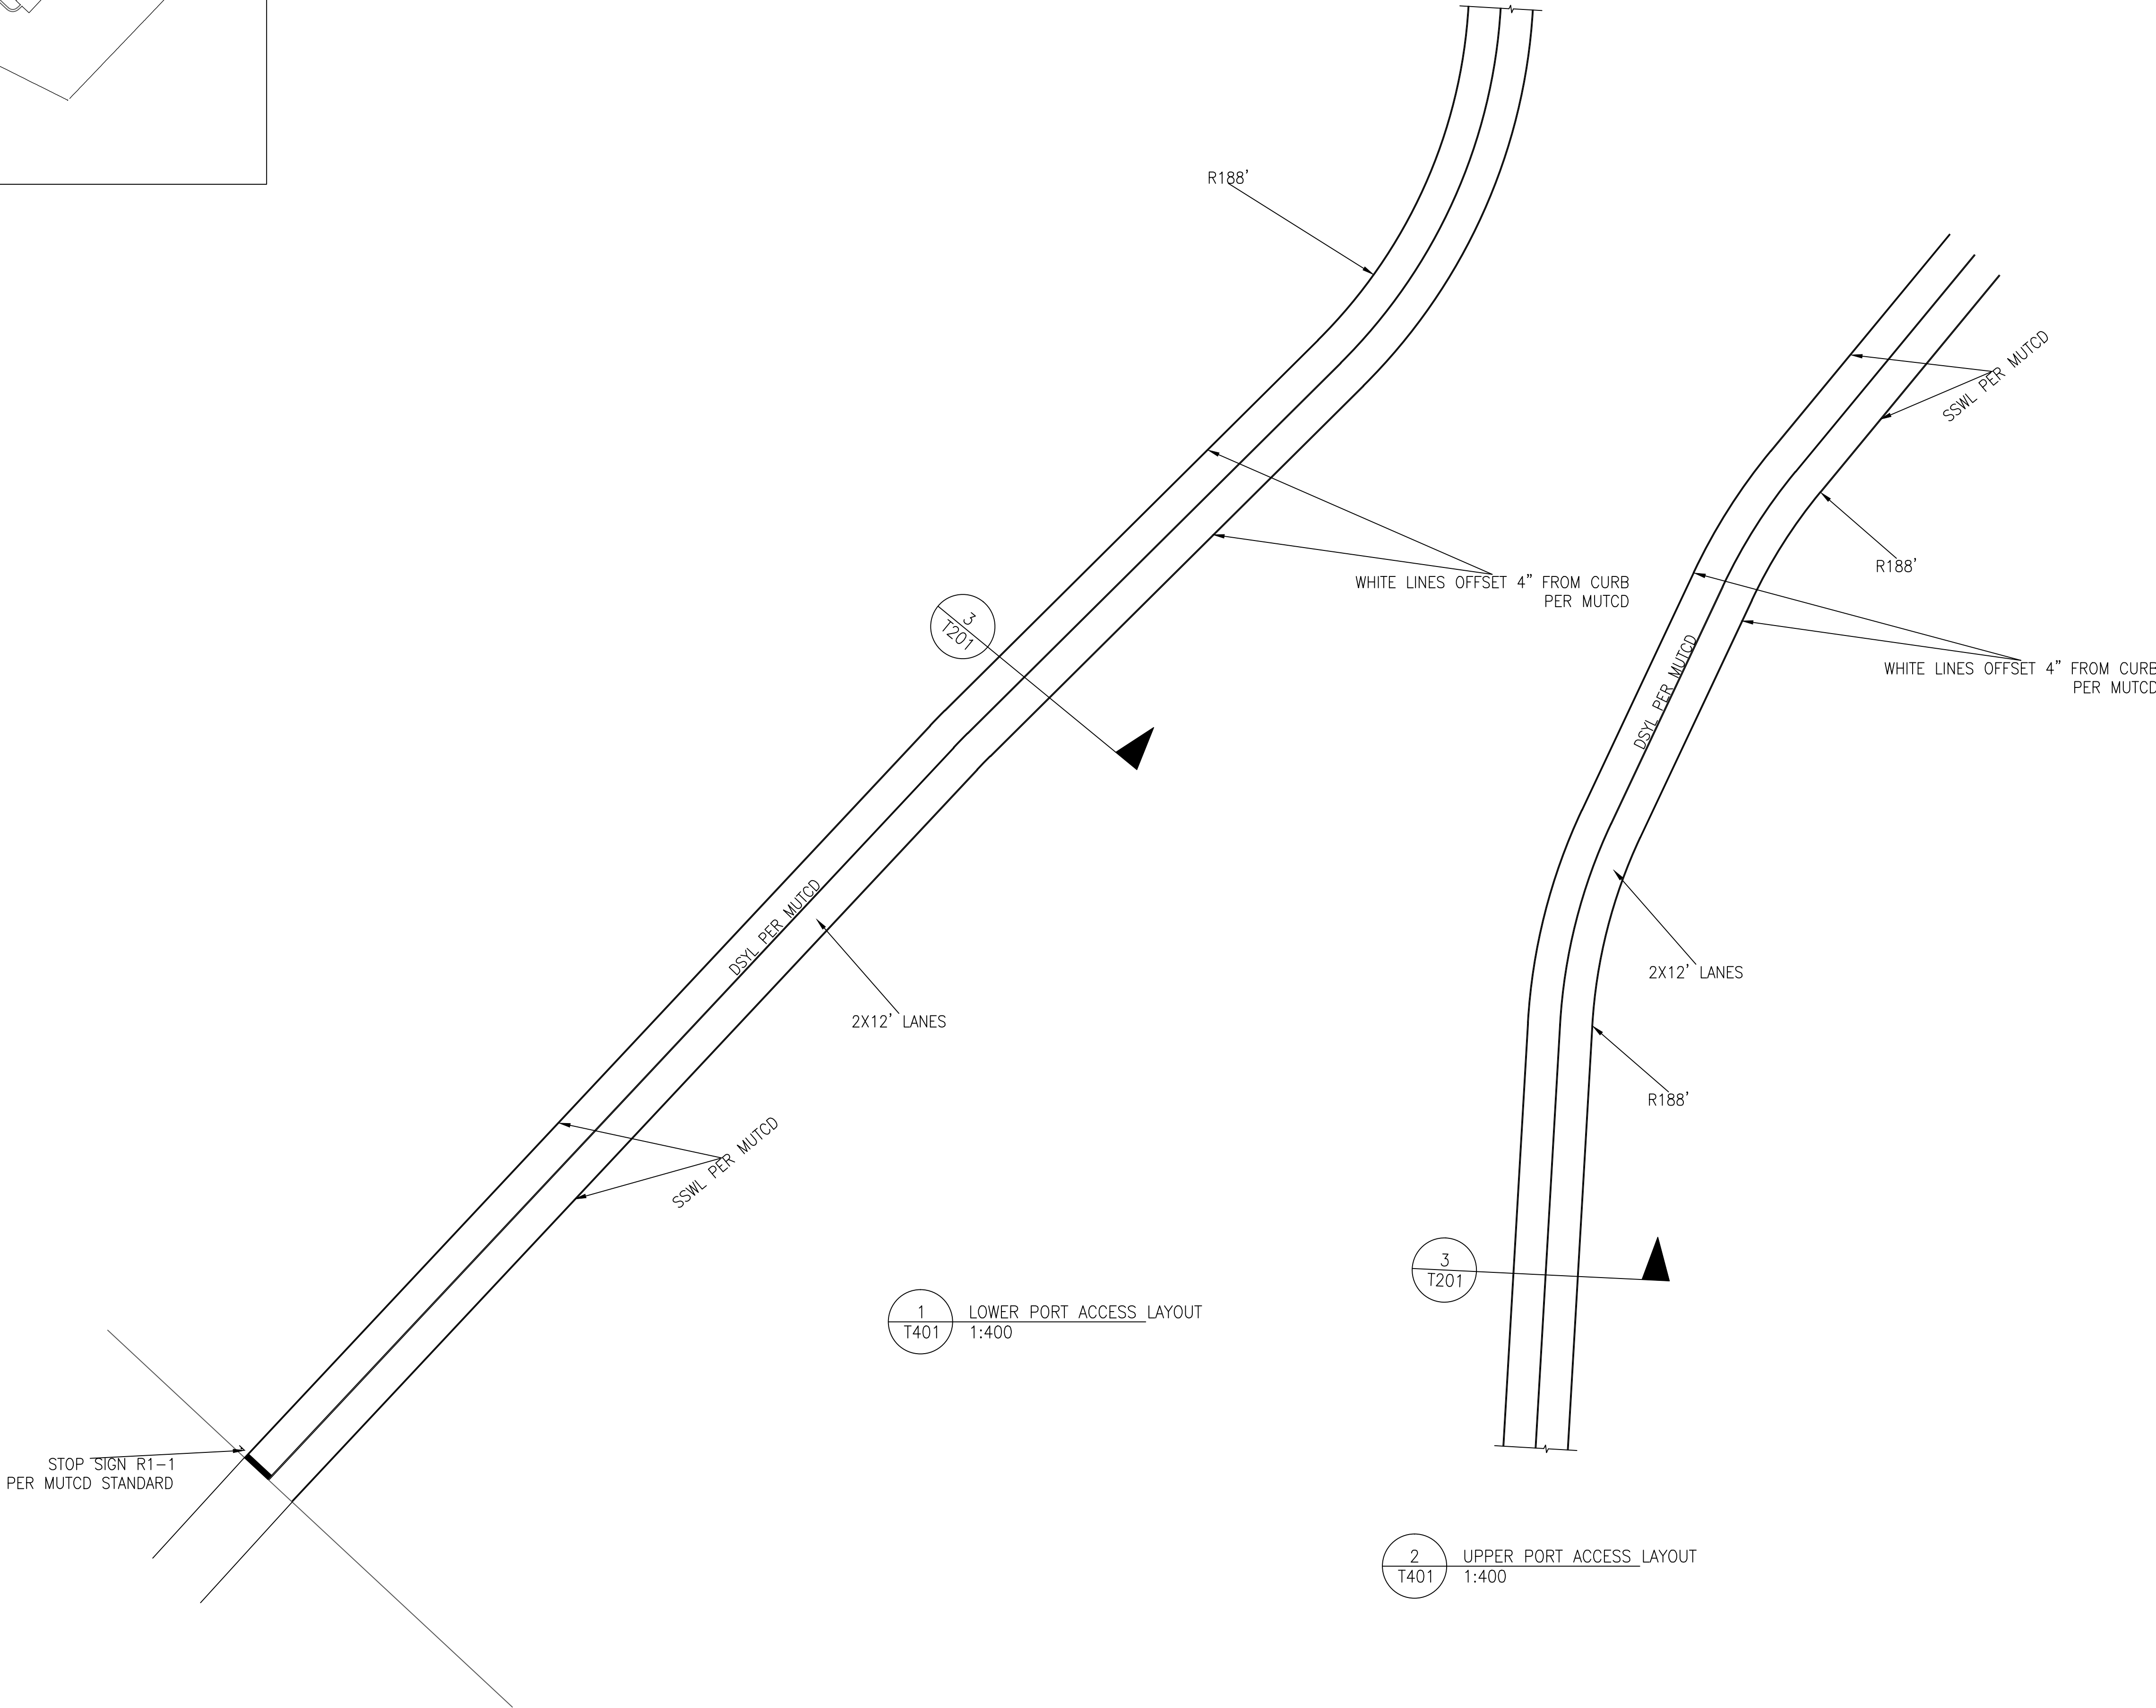 R188'
SSWL PER MUTCD
R188'
WHITE LINES OFFSET 4" FROM CURB
PER MUTCD
3
T201
DSYL PER MUTCD
WHITE LINES OFFSET 4" FROM CURB
PER MUTCD
DSYL PER MUTCD
2X12' LANES
2X12' LANES
R188'
SSWL PER MUTCD
3
T201
1
T401
LOWER PORT ACCESS LAYOUT
1:400
STOP SIGN R1-1
PER MUTCD STANDARD
2
T401
UPPER PORT ACCESS LAYOUT
1:400